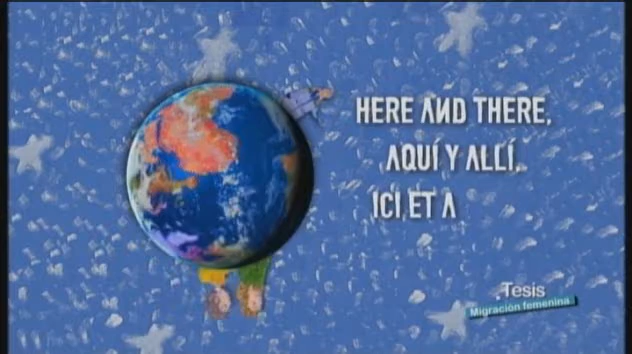 HERE AND THERE,
AQUÍ Y ALLÍ,
ICI ET A
Tesis
Migración femenina